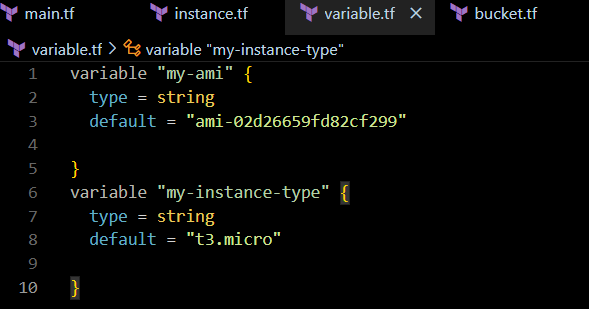 main.tf instance.tf variable.tf × bucket.tf
variable.tf > variable "my-instance-type"
1 variable "my-ami" {
2 type = string
3 default = "ami-02d26659fd82cf299"
4
5 }
6 variable "my-instance-type" {
7 type = string
8 default = "t3.micro"
9
10 }